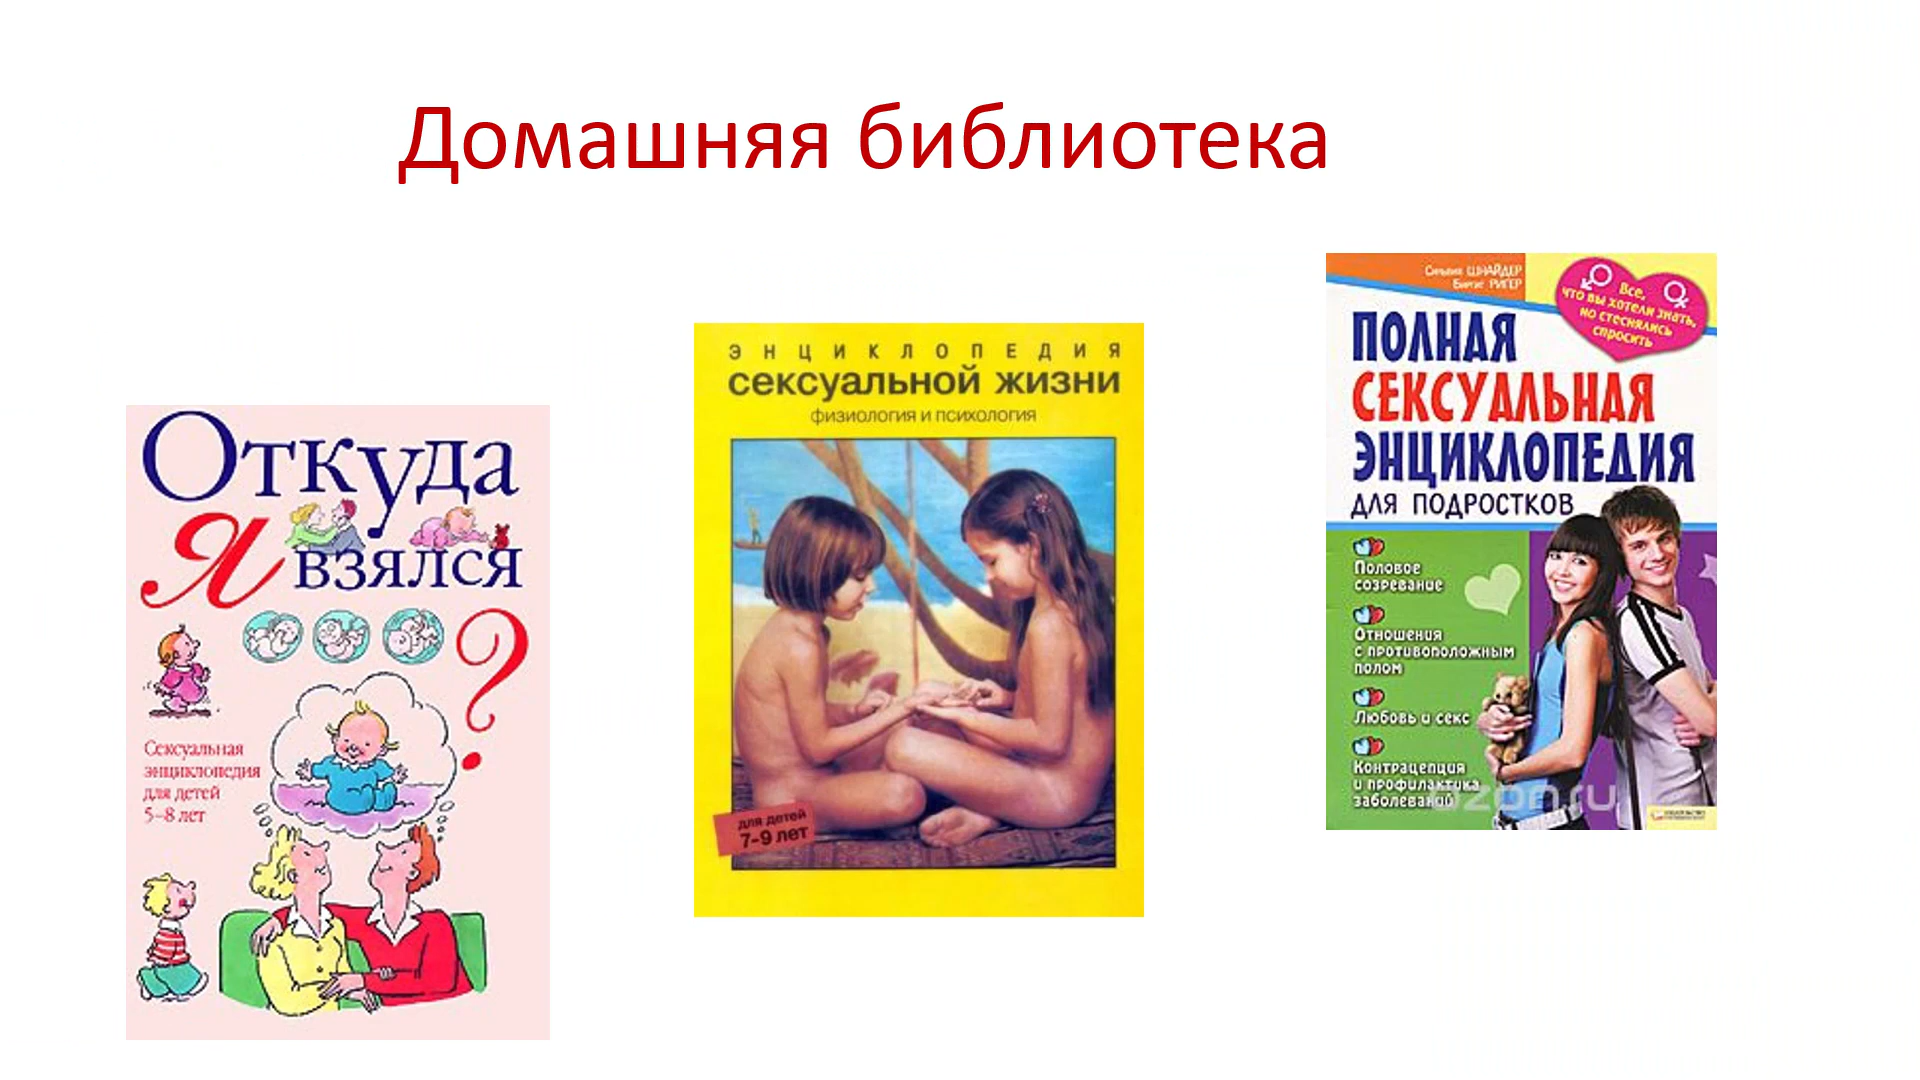 Домашняя библиотека
Откуда
я взялся
?
Сексуальная
энциклопедия
для детей
5–8 лет
ЭНЦИКЛОПЕДИЯ
сексуальной жизни
физиология и психология
для детей
7-9 лет
Сильвия ШНАЙДЕР
Биргис РИГЕР
Все,
что вы хотели знать,
но стеснялись
спросить
ПОЛНАЯ
СЕКСУАЛЬНАЯ
ЭНЦИКЛОПЕДИЯ
ДЛЯ ПОДРОСТКОВ
Половое
созревание
Отношения
с противоположным
полом
Любовь и секс
Контрацепция
и профилактика
заболеваний
ozon.ru